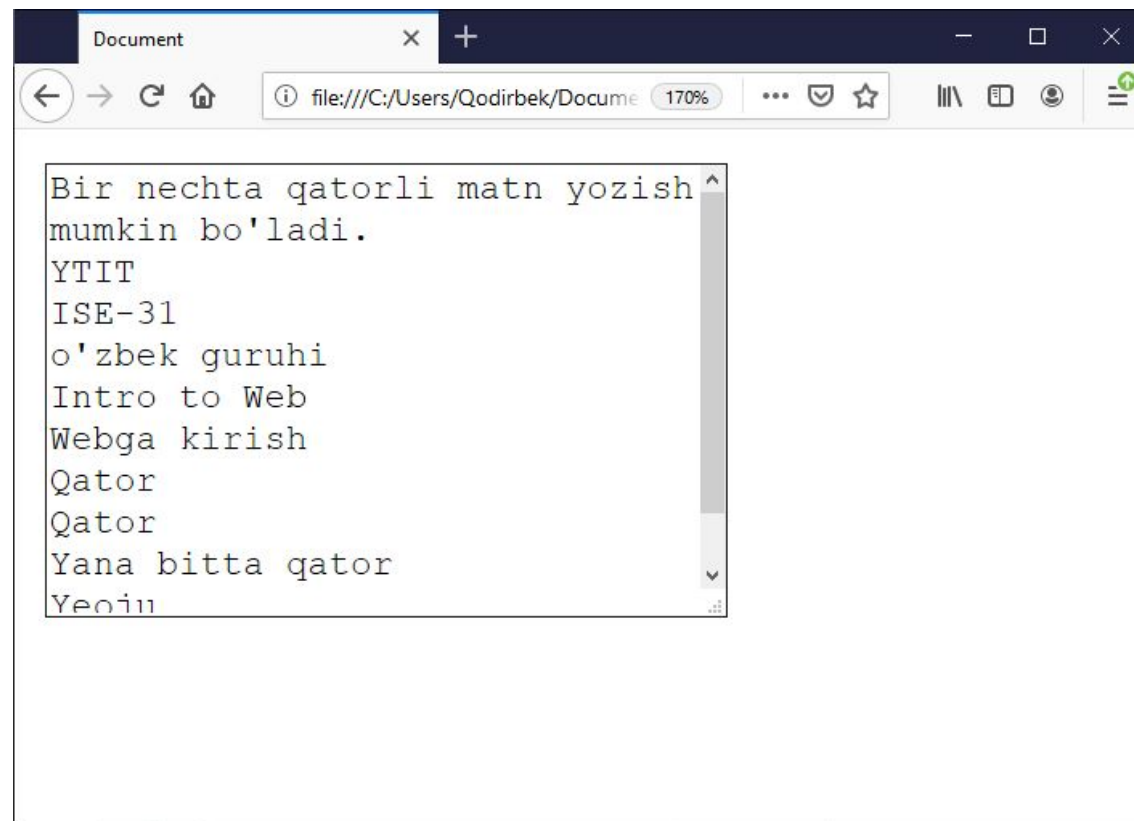 Document
file:///C:/Users/Qodirbek/Docume 170%
Bir nechta qatorli matn yozish
mumkin bo'ladi.
YTIT
ISE-31
o'zbek guruhi
Intro to Web
Webga kirish
Qator
Qator
Yana bitta qator
Yeoju